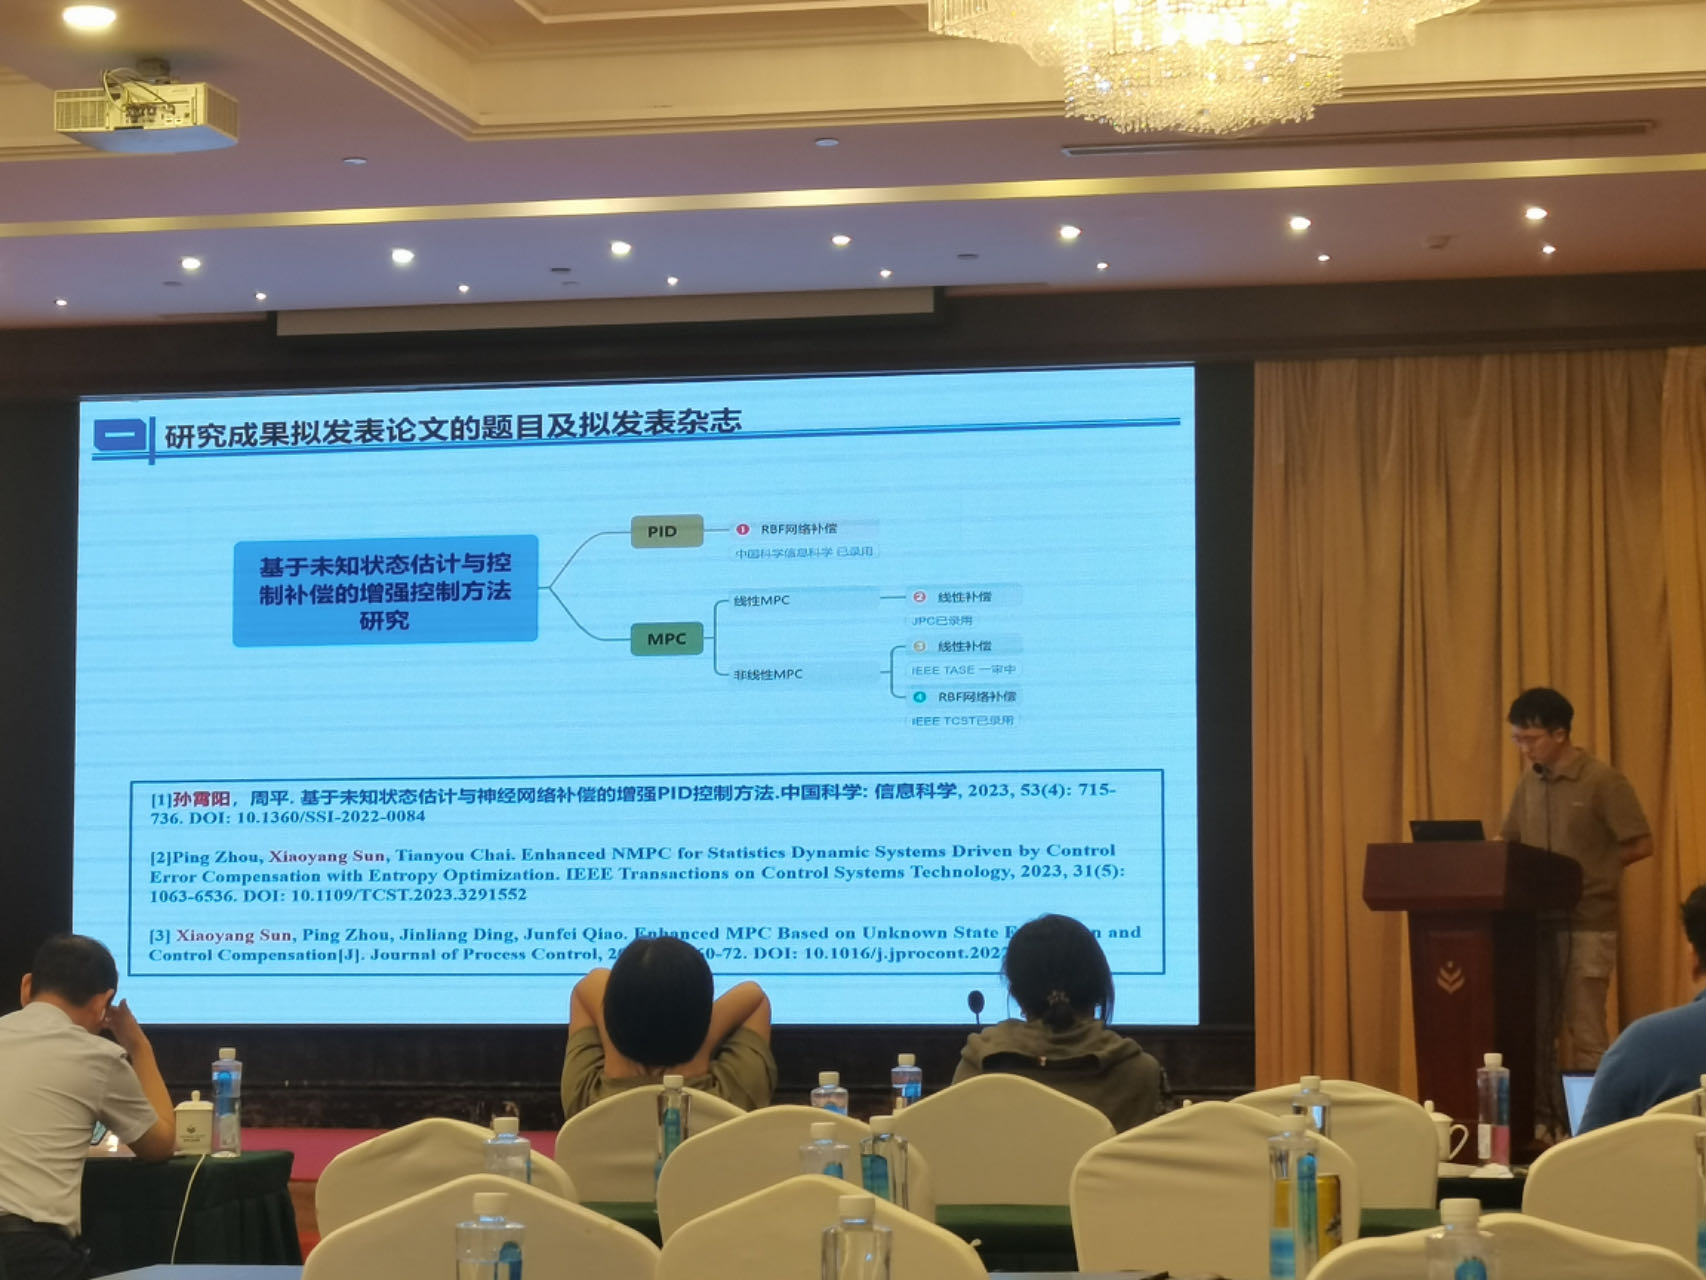 研究成果拟发表论文的题目及拟发表杂志
基于未知状态估计与控
制补偿的增强控制方法
研究
PID
1 RBF网络补偿
中国科学信息科学 已录用
MPC
线性MPC
2 线性补偿
JPC已录用
非线性MPC
3 线性补偿
IEEE TASE 一审中
4 RBF网络补偿
IEEE TCST已录用
[1]孙霄阳，周平. 基于未知状态估计与神经网络补偿的增强PID控制方法.中国科学: 信息科学, 2023, 53(4): 715-
736. DOI: 10.1360/SSI-2022-0084
[2]Ping Zhou, Xiaoyang Sun, Tianyou Chai. Enhanced NMPC for Statistics Dynamic Systems Driven by Control
Error Compensation with Entropy Optimization. IEEE Transactions on Control Systems Technology, 2023, 31(5):
1063-6536. DOI: 10.1109/TCST.2023.3291552
[3] Xiaoyang Sun, Ping Zhou, Jinliang Ding, Junfei Qiao. Enhanced MPC Based on Unknown State and
Control Compensation[J]. Journal of Process Control, 60-72. DOI: 10.1016/j.jprocont.202